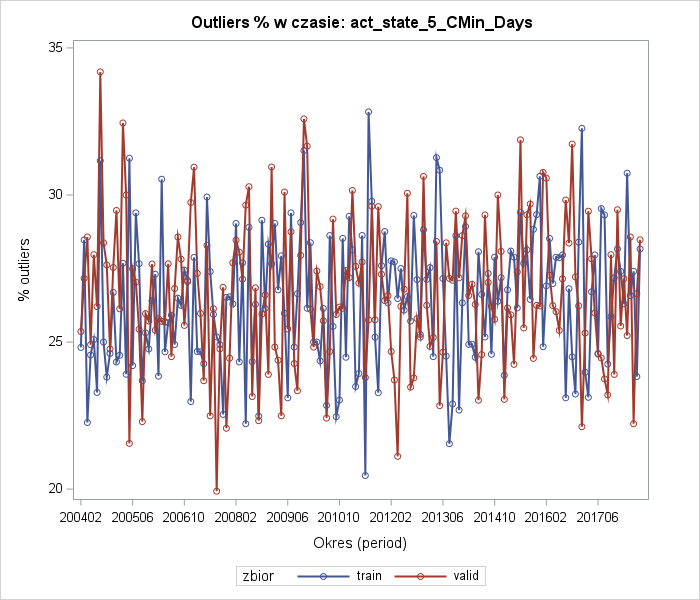 Outliers % w czasie: act_state_5_CMin_Days
% outliers
35
30
25
20
200402 200506 200610 200802 200906 201010 201202 201306 201410 201602 201706
Okres (period)
zbior train valid